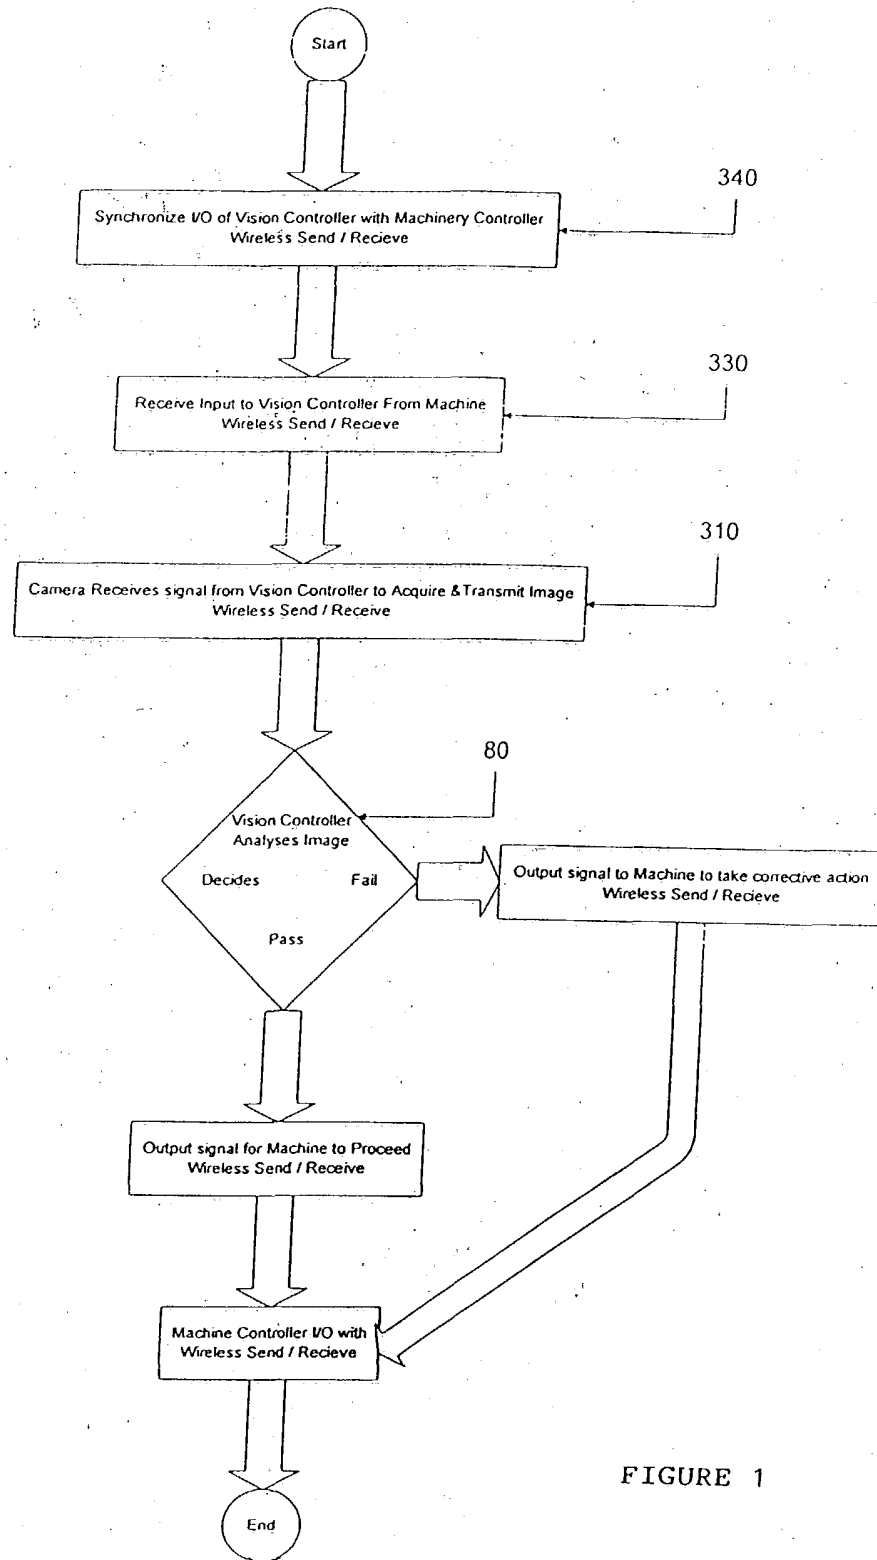 Start
340
Synchronize I/O of Vision Controller with Machinery Controller
Wireless Send / Recieve
330
Receive Input to Vision Controller From Machine
Wireless Send / Recieve
310
Camera Receives signal from Vision Controller to Acquire & Transmit Image
Wireless Send / Receive
80
Vision Controller
Analyses Image
Decides
Fail
Pass
Output signal to Machine to take corrective action
Wireless Send / Recieve
Output signal for Machine to Proceed
Wireless Send / Receive
Machine Controller I/O with
Wireless Send / Recieve
End
FIGURE 1